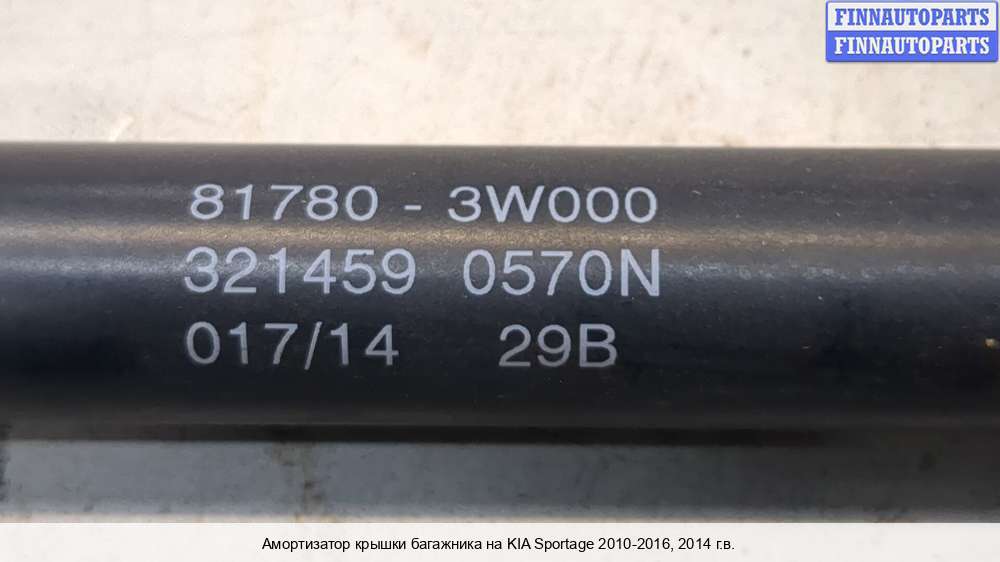 FINNAUTOPARTS
FINNAUTOPARTS
81780 - 3W000
321459 0570N
017/14 29B
Амортизатор крышки багажника на KIA Sportage 2010-2016, 2014 г.в.